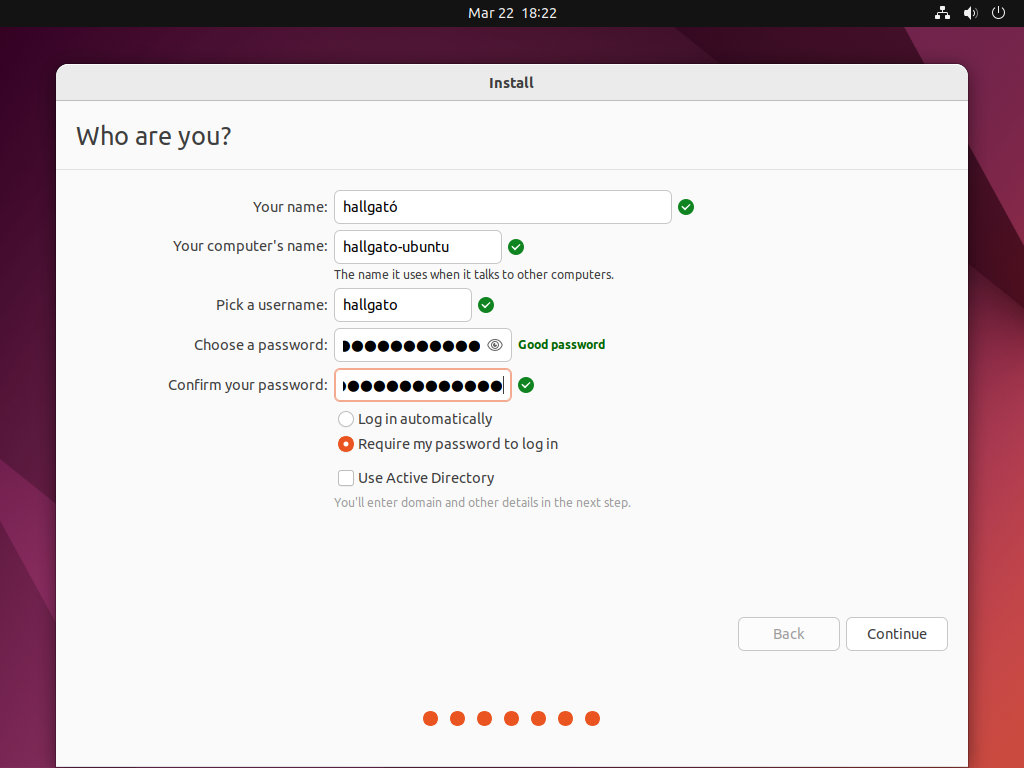 Mar 22 18:22
Install
Who are you?
Your name: hallgató
Your computer's name: hallgato-ubuntu
The name it uses when it talks to other computers.
Pick a username: hallgato
Choose a password: ●●●●●●●●●●● Good password
Confirm your password: ●●●●●●●●●●●●●
Log in automatically
Require my password to log in
Use Active Directory
You'll enter domain and other details in the next step.
Back Continue